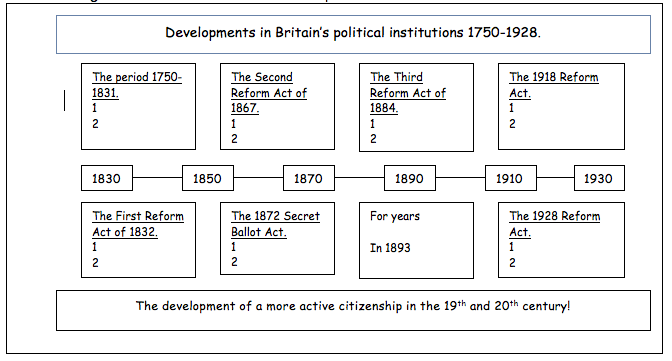 Developments in Britain's political institutions 1750-1928.
The period 1750-
1831.
1
2
The Second
Reform Act of
1867.
1
2
The Third
Reform Act of
1884.
1
2
The 1918 Reform
Act.
1
2
1830
1850
1870
1890
1910
1930
The First Reform
Act of 1832.
1
2
The 1872 Secret
Ballot Act.
1
2
For years
In 1893
The 1928 Reform
Act.
1
2
The development of a more active citizenship in the 19th and 20th century!